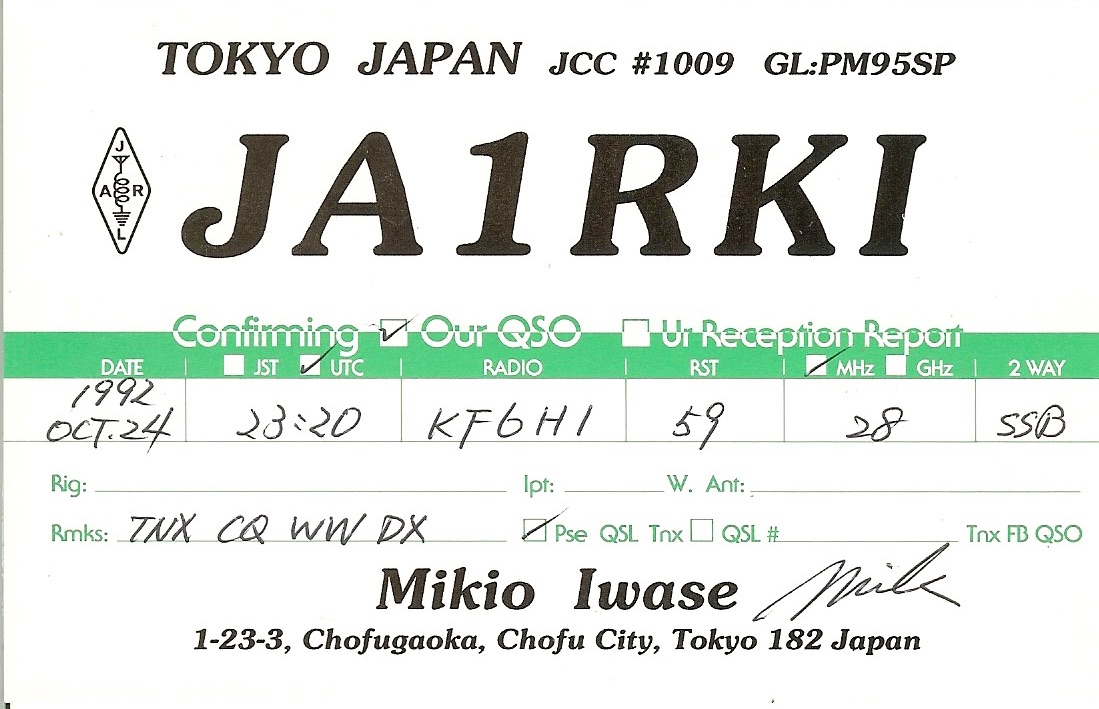 TOKYO JAPAN JCC #1009 GL:PM95SP
J
A R
L
JA1RKI
Confirming Our QSO Ur Reception Report
DATE JST UTC RADIO RST MHz GHz 2 WAY
1992
OCT.24 23:20 KF6HI 59 28 SSB
Rig: Ipt: W. Ant:
Rmks: TNX CQ WW DX Pse QSL Tnx QSL # Tnx FB QSO
Mikio Iwase Mike
1-23-3, Chofugaoka, Chofu City, Tokyo 182 Japan